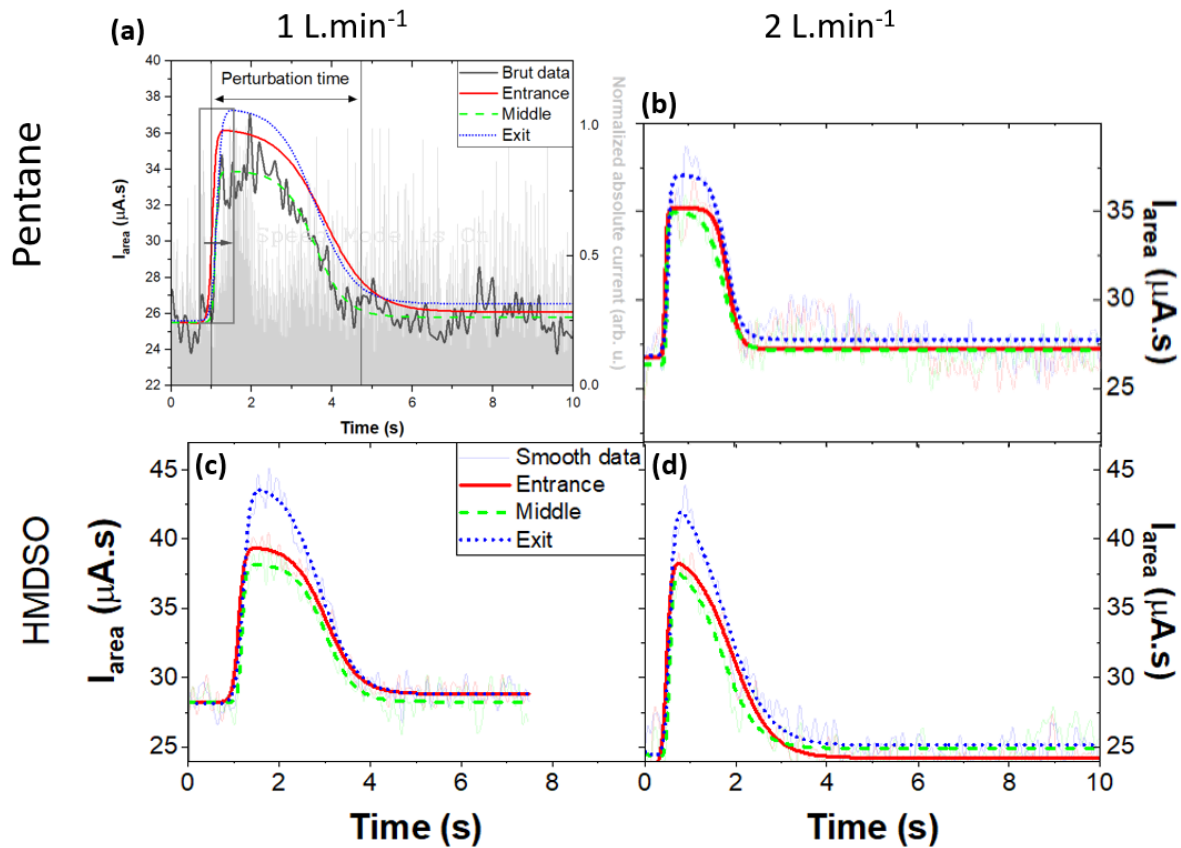 1 L.min-1
2 L.min-1
(a)
Perturbation time
Brut data
Entrance
Middle
Exit
40
38
36
34
32
30
28
26
24
22
Iarea (µA.s)
1.0
0.5
0.0
Normalized absolute current (arb. u.)
Speed Mode is On
0
2
4
6
8
10
Time (s)
Pentane
(b)
35
30
25
Iarea (µA.s)
(c)
Smooth data
Entrance
Middle
Exit
45
40
35
30
25
Iarea (µA.s)
HMDSO
0
2
4
6
8
Time (s)
(d)
45
40
35
30
25
Iarea (µA.s)
0
2
4
6
8
10
Time (s)